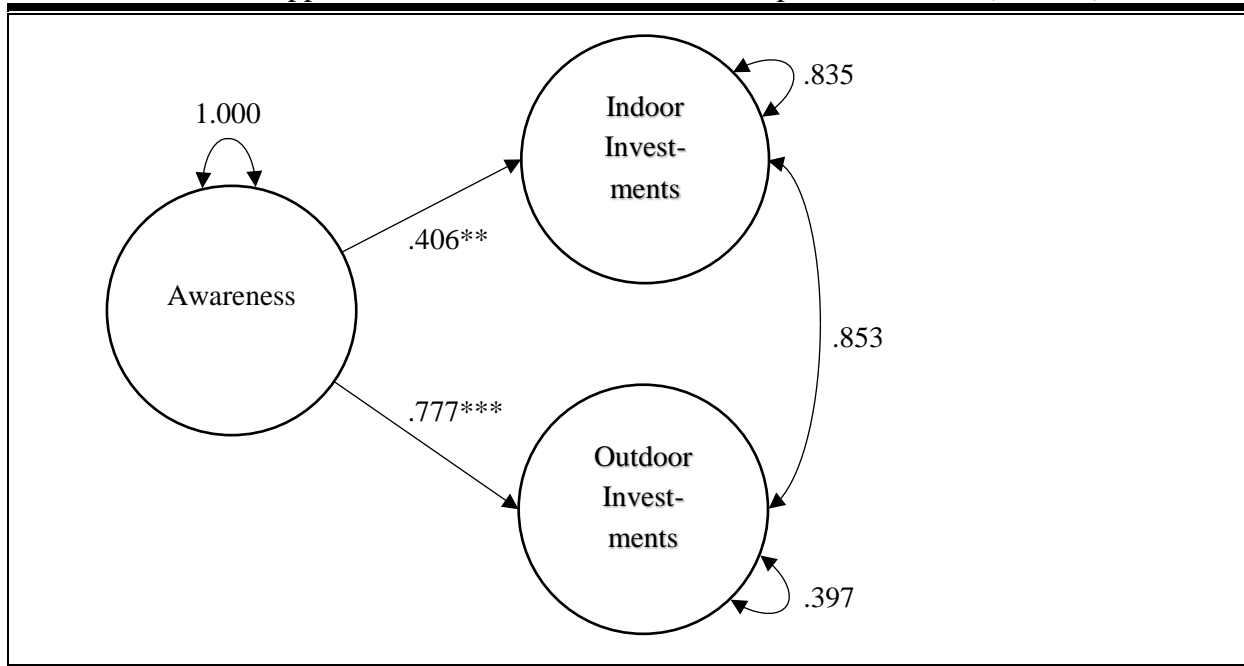 1.000
.835
Indoor
Invest-
ments
.406**
Awareness
.853
.777***
Outdoor
Invest-
ments
.397